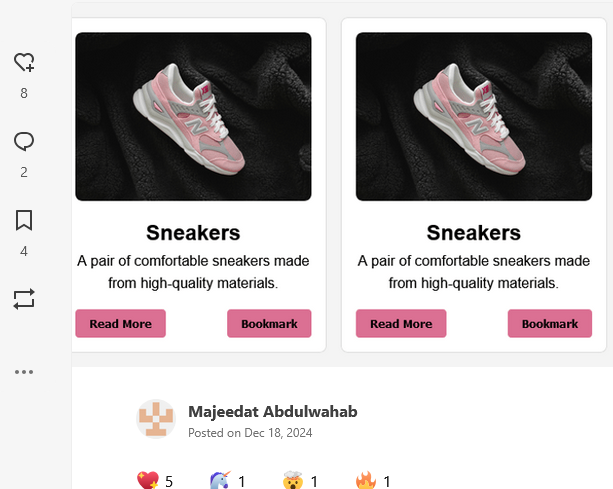 8
2
4
Sneakers
A pair of comfortable sneakers made
from high-quality materials.
Read More
Bookmark
Sneakers
A pair of comfortable sneakers made
from high-quality materials.
Read More
Bookmark
Majeedat Abdulwahab
Posted on Dec 18, 2024
5
1
1
1